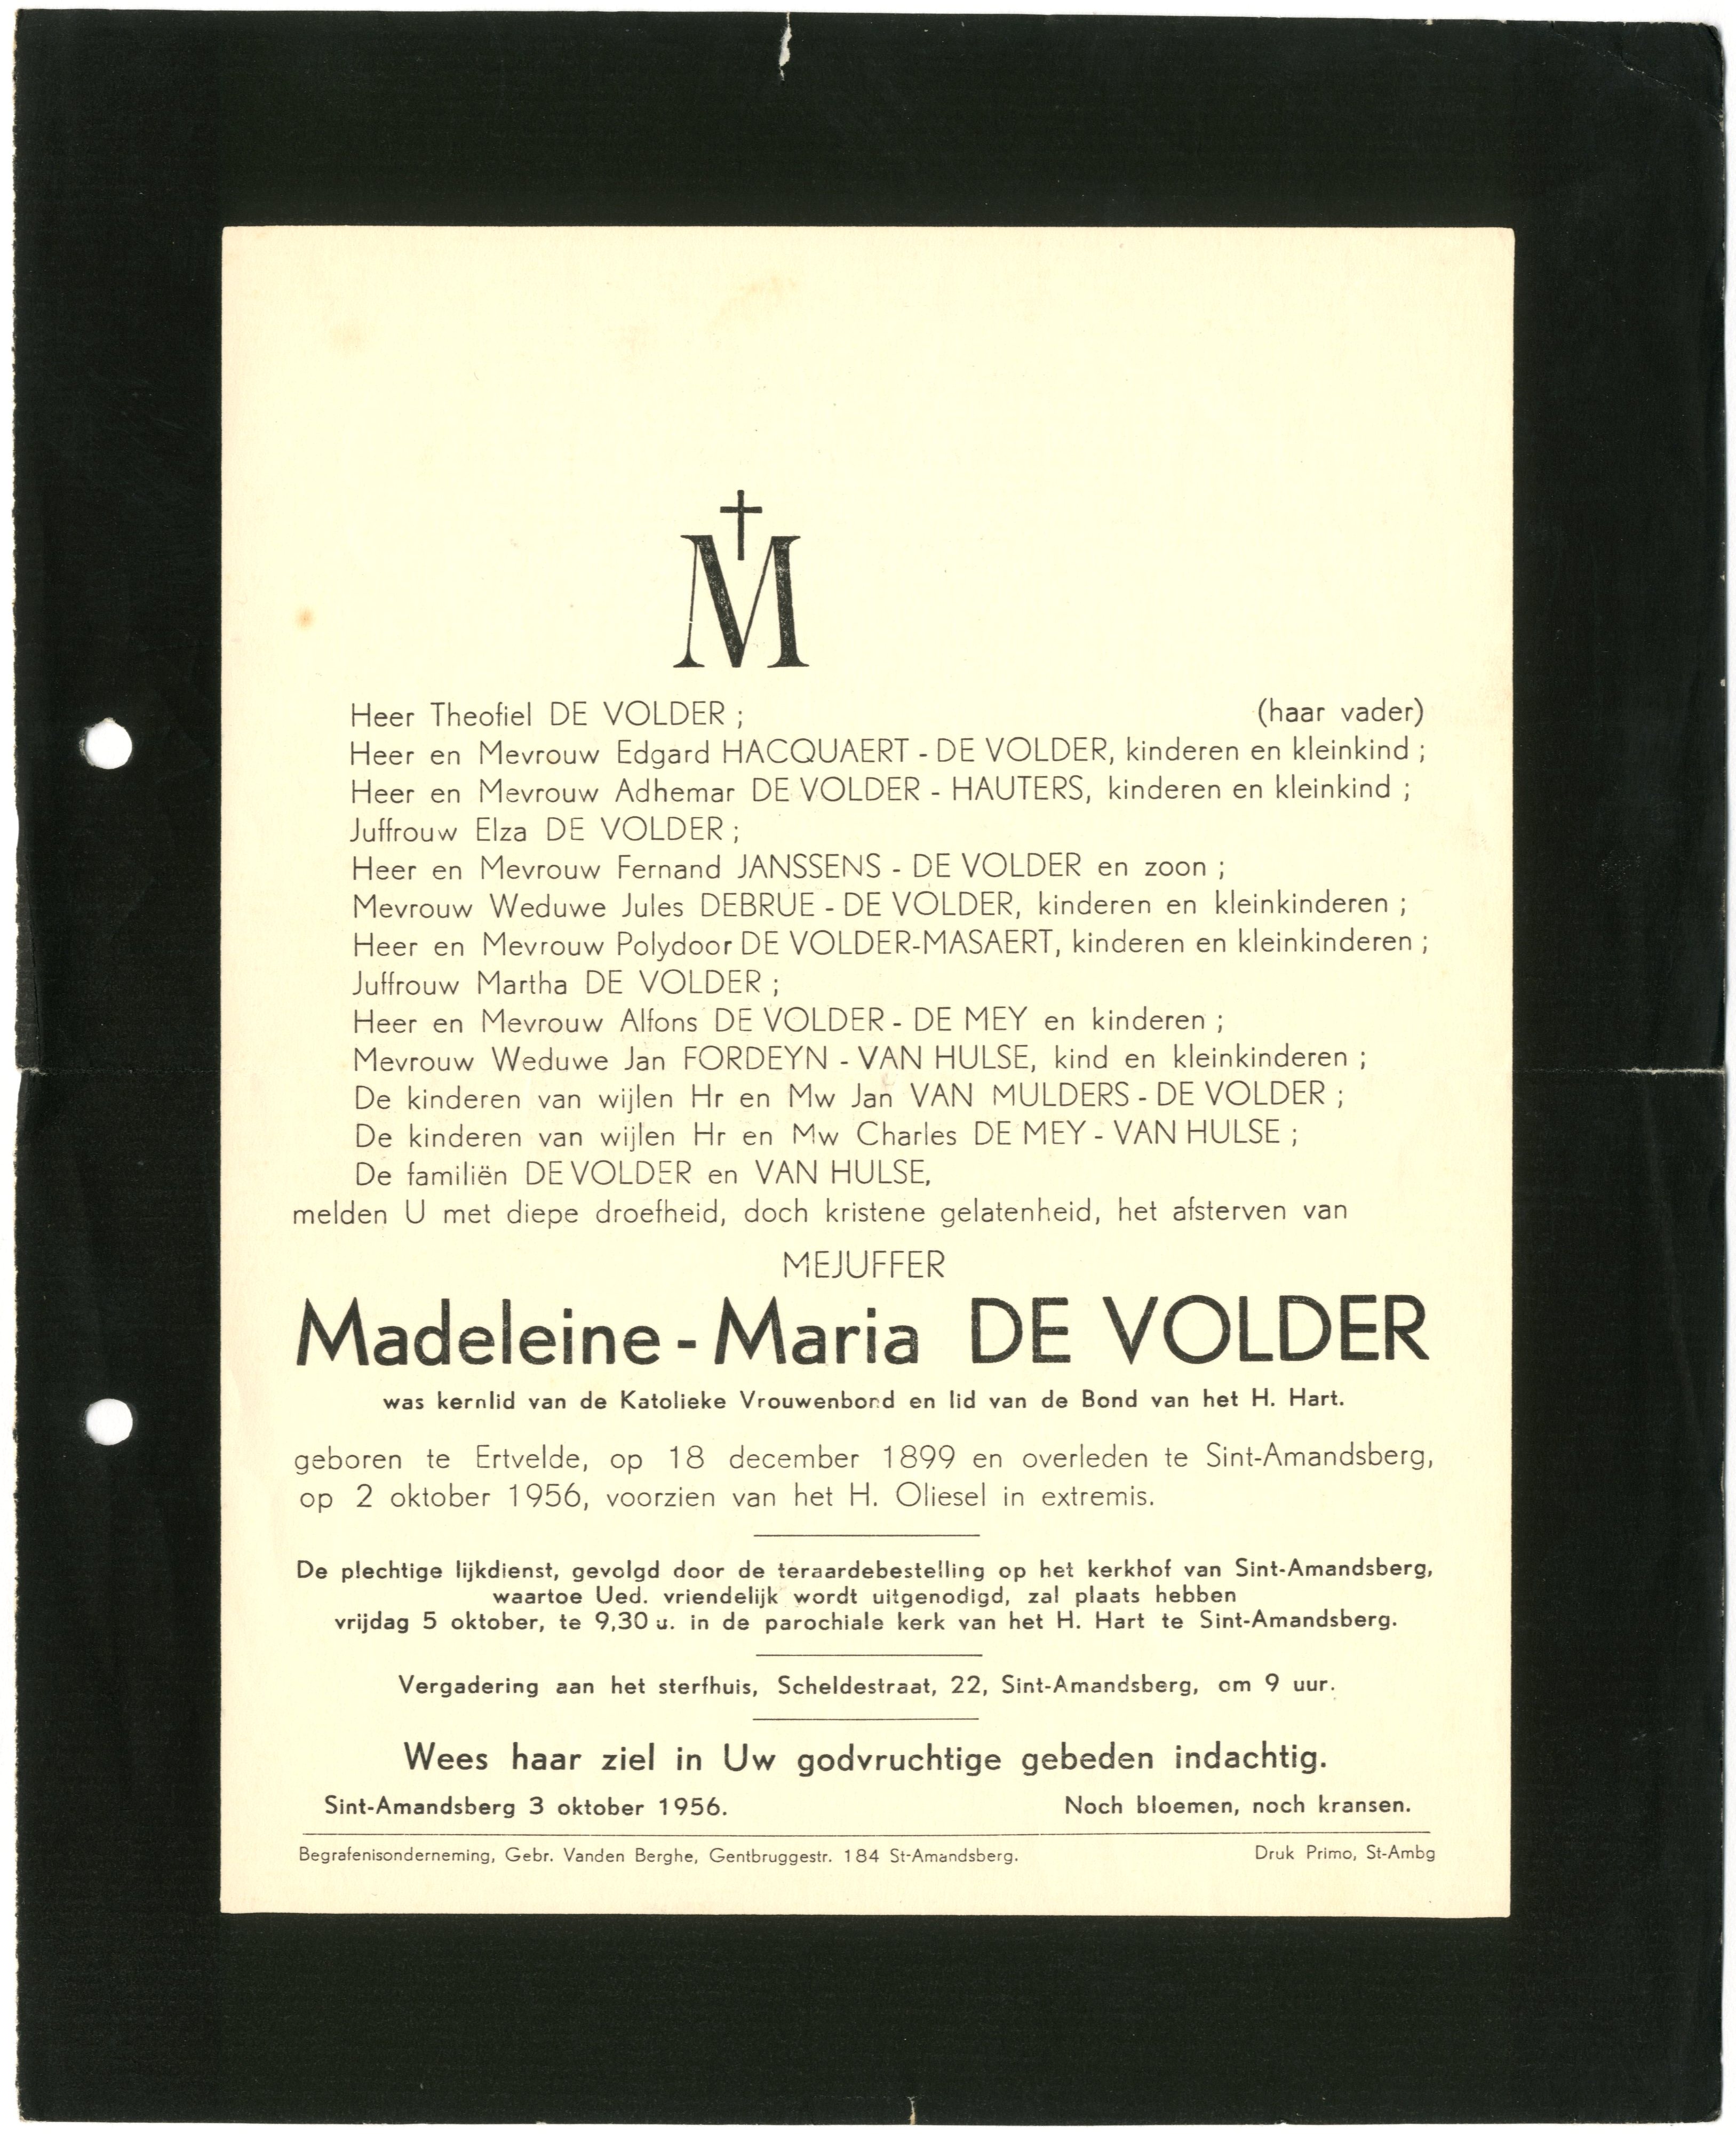 M
Heer Theofiel DE VOLDER ; (haar vader)
Heer en Mevrouw Edgard HACQUAERT - DE VOLDER, kinderen en kleinkind ;
Heer en Mevrouw Adhemar DE VOLDER - HAUTERS, kinderen en kleinkind ;
Juffrouw Elza DE VOLDER ;
Heer en Mevrouw Fernand JANSSENS - DE VOLDER en zoon ;
Mevrouw Weduwe Jules DEBRUE - DE VOLDER, kinderen en kleinkinderen ;
Heer en Mevrouw Polydoor DE VOLDER-MASAERT, kinderen en kleinkinderen ;
Juffrouw Martha DE VOLDER ;
Heer en Mevrouw Alfons DE VOLDER - DE MEY en kinderen ;
Mevrouw Weduwe Jan FORDEYN - VAN HULSE, kind en kleinkinderen ;
De kinderen van wijlen Hr en Mw Jan VAN MULDERS - DE VOLDER ;
De kinderen van wijlen Hr en Mw Charles DE MEY - VAN HULSE ;
De familiën DE VOLDER en VAN HULSE,
melden U met diepe droefheid, doch kristene gelatenheid, het afsterven van
MEJUFFER
Madeleine - Maria DE VOLDER
was kernlid van de Katolieke Vrouwenbond en lid van de Bond van het H. Hart.
geboren te Ertvelde, op 18 december 1899 en overleden te Sint-Amandsberg,
op 2 oktober 1956, voorzien van het H. Oliesel in extremis.
De plechtige lijkdienst, gevolgd door de teraardebestelling op het kerkhof van Sint-Amandsberg,
waartoe Ued. vriendelijk wordt uitgenodigd, zal plaats hebben
vrijdag 5 oktober, te 9,30 u. in de parochiale kerk van het H. Hart te Sint-Amandsberg.
Vergadering aan het sterfhuis, Scheldestraat, 22, Sint-Amandsberg, om 9 uur.
Wees haar ziel in Uw godvruchtige gebeden indachtig.
Sint-Amandsberg 3 oktober 1956. Noch bloemen, noch kransen.
Begrafenisonderneming, Gebr. Vanden Berghe, Gentbruggestr. 184 St-Amandsberg. Druk Primo, St-Ambg